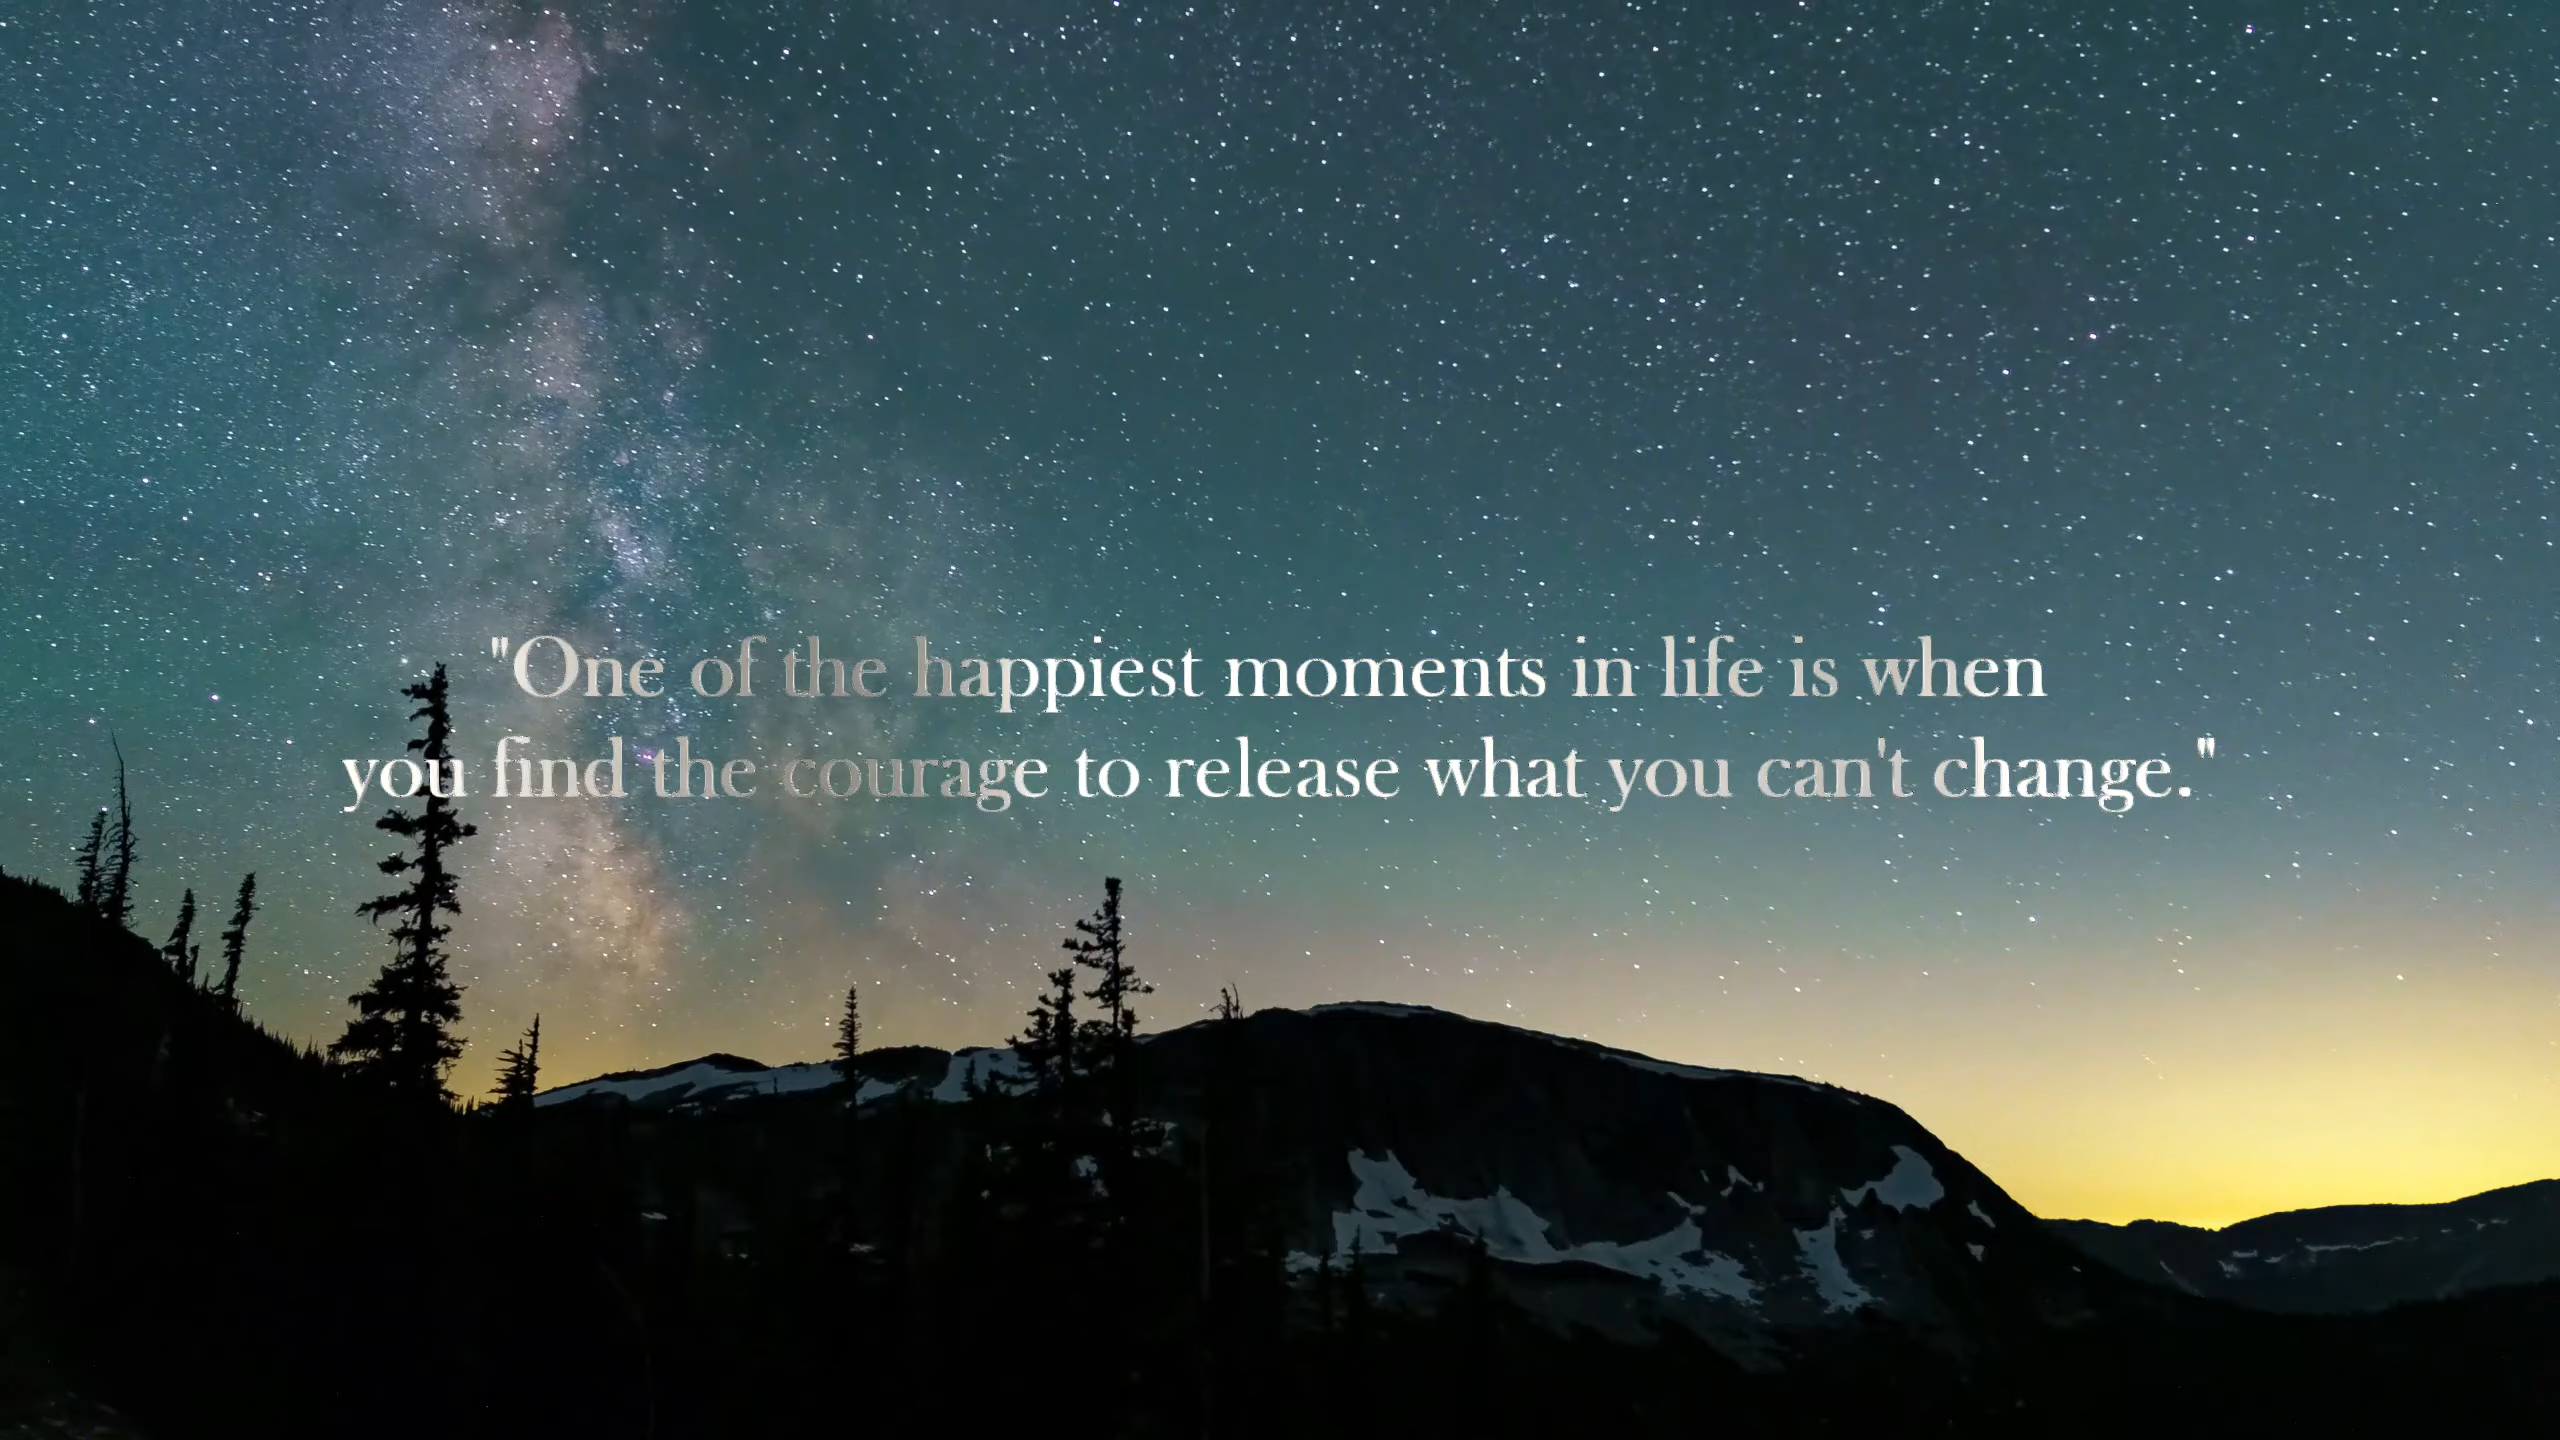 "One of the happiest moments in life is when
you find the courage to release what you can't change."